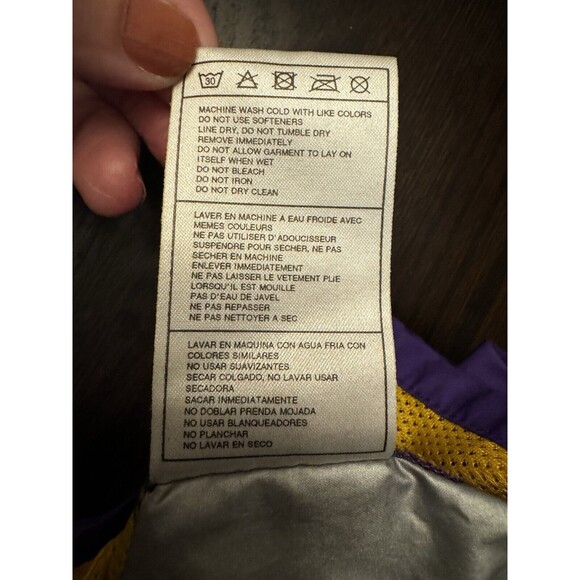 30
MACHINE WASH COLD WITH LIKE COLORS
DO NOT USE SOFTENERS
LINE DRY, DO NOT TUMBLE DRY
REMOVE IMMEDIATELY
DO NOT ALLOW GARMENT TO LAY ON
ITSELF WHEN WET
DO NOT BLEACH
DO NOT IRON
DO NOT DRY CLEAN
LAVER EN MACHINE A EAU FROIDE AVEC
MEMES COULEURS
NE PAS UTILISER D'ADOUCISSEUR
SUSPENDRE POUR SECHER, NE PAS
SECHER EN MACHINE
ENLEVER IMMEDIATEMENT
NE PAS LAISSER LE VETEMENT PLIE
LORSQU'IL EST MOUILLE
PAS D'EAU DE JAVEL
NE PAS REPASSER
NE PAS NETTOYER A SEC
LAVAR EN MAQUINA CON AGUA FRIA CON
COLORES SIMILARES
NO USAR SUAVIZANTES
SECAR COLGADO, NO LAVAR USAR
SECADORA
SACAR INMEDIATAMENTE
NO DOBLAR PRENDA MOJADA
NO USAR BLANQUEADORES
NO PLANCHAR
NO LAVAR EN SECO